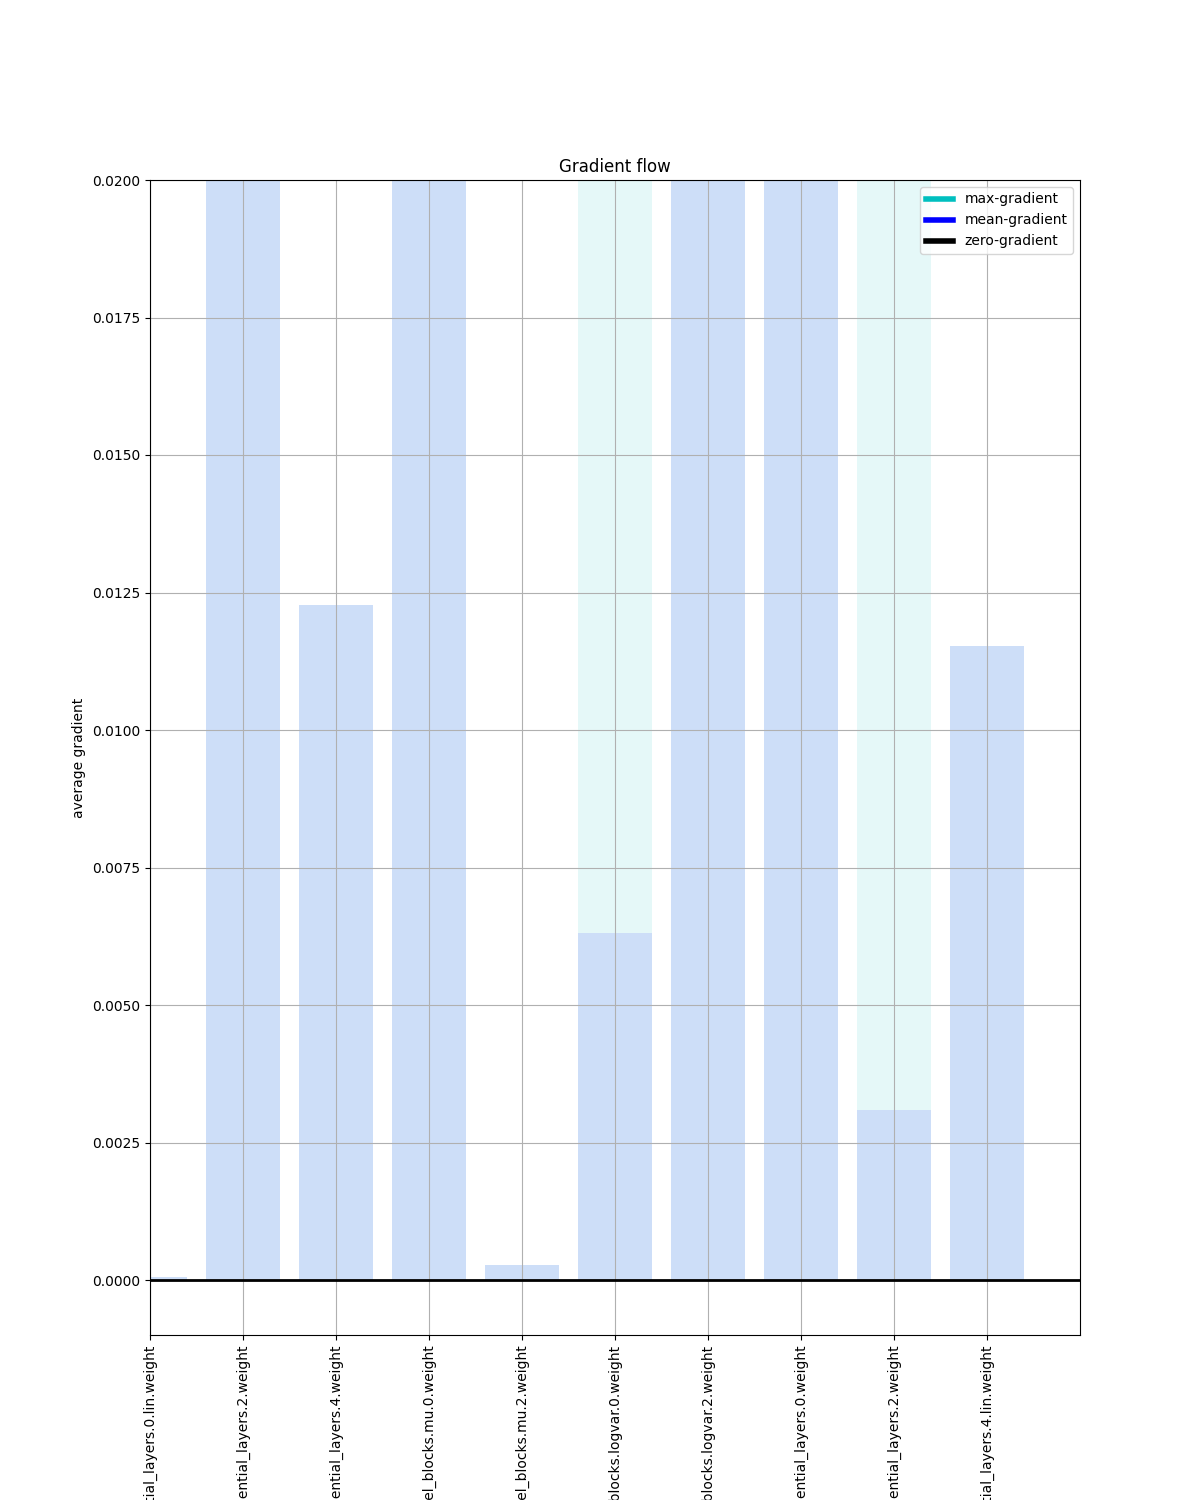 Gradient flow
max-gradient
mean-gradient
zero-gradient
average gradient
0.0200
0.0175
0.0150
0.0125
0.0100
0.0075
0.0050
0.0025
0.0000
tial_layers.0.lin.weight
ential_layers.2.weight
ential_layers.4.weight
el_blocks.mu.0.weight
el_blocks.mu.2.weight
blocks.logvar.0.weight
blocks.logvar.2.weight
ential_layers.0.weight
ential_layers.2.weight
tial_layers.4.lin.weight